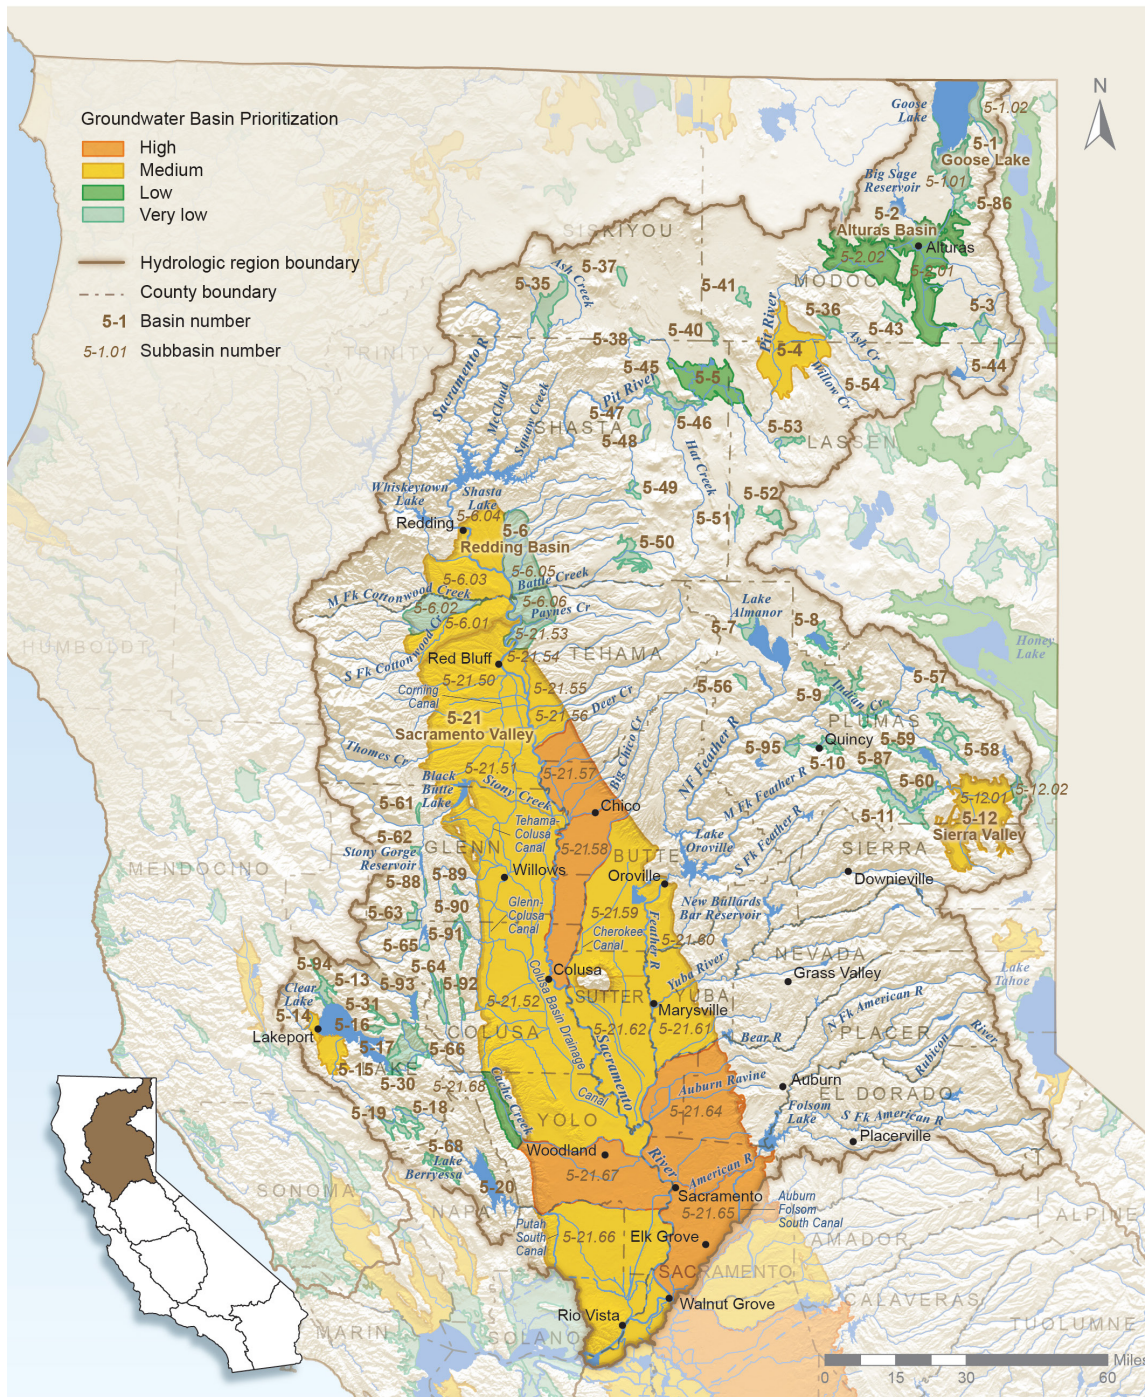 N
Groundwater Basin Prioritization
High
Medium
Low
Very low
Hydrologic region boundary
County boundary
5-1 Basin number
5-1.01 Subbasin number
Goose
Lake
5-1.02
5-1
Goose Lake
5-1.01
Big Sage
Reservoir
5-86
5-2
Alturas Basin
Alturas
5-2.02
5-2.01
SISKIYOU
MODOC
5-37
5-35
Ash Creek
5-41
Pit River
5-36
5-43
5-3
5-38
5-40
5-4
Ash Cr
5-44
TRINITY
Sacramento R
McCloud
Squaw Creek
5-45
Pit River
5-5
Willow Cr
5-54
5-47
SHASTA
5-46
5-48
5-53
LASSEN
Hat Creek
Whiskeytown
Lake
Shasta
Lake
5-49
5-52
5-51
Redding
5-6.04
5-6
Redding Basin
5-50
5-6.05
5-6.03
Battle Creek
M Fk Cottonwood Creek
5-6.02
5-6.06
Paynes Cr
5-6.01
5-21.53
Lake
Almanor
5-7
5-8
Honey
Lake
HUMBOLDT
S Fk Cottonwood Cr
Red Bluff
5-21.54
TEHAMA
5-21.50
Corning
Canal
5-21.55
Deer Cr
5-56
5-9
Indian Cr
5-57
5-21
Sacramento Valley
5-21.56
PLUMAS
Big Chico Cr
NF Feather R
Quincy
5-59
5-95
5-10
5-87
5-58
Thomes Cr
5-21.51
5-21.57
Black
Butte
Lake
Stony Creek
M Fk Feather R
5-60
5-12.02
5-12.01
5-61
Chico
5-11
5-12
Sierra Valley
Tehama-
Colusa
Canal
Lake
Oroville
S Fk Feather R
5-62
GLENN
5-21.58
BUTTE
SIERRA
Stony Gorge
Reservoir
MENDOCINO
5-88
5-89
Willows
Oroville
Downieville
5-90
Glenn-
Colusa
Canal
New Bullards
Bar Reservoir
5-63
5-21.59
Cherokee
Canal
Feather R
5-21.60
5-91
5-65
NEVADA
5-94
5-13
5-64
5-93
5-92
Colusa
Yuba River
Grass Valley
Lake
Tahoe
Clear
Lake
5-14
5-31
5-16
5-21.52
Colusa Basin Drainage
Canal
SUTTER
YUBA
Marysville
N Fk American R
Lakeport
5-17
COLUSA
5-21.62
5-21.61
Bear R
PLACER
Rubicon
River
5-15
LAKE
5-66
5-30
5-21.68
Cache Creek
Sacramento
River
Auburn Ravine
Auburn
EL DORADO
5-19
5-18
YOLO
5-21.64
Folsom
Lake
S Fk American R
5-68
Lake
Berryessa
Woodland
American R
Placerville
5-20
5-21.67
Sacramento
5-21.65
Auburn
Folsom
South Canal
SONOMA
NAPA
Putah
South
Canal
5-21.66
Elk Grove
ALPINE
AMADOR
SACRAMENTO
Walnut Grove
CALAVERAS
Rio Vista
MARIN
SOLANO
TUOLUMNE
Miles
0 15 30 60